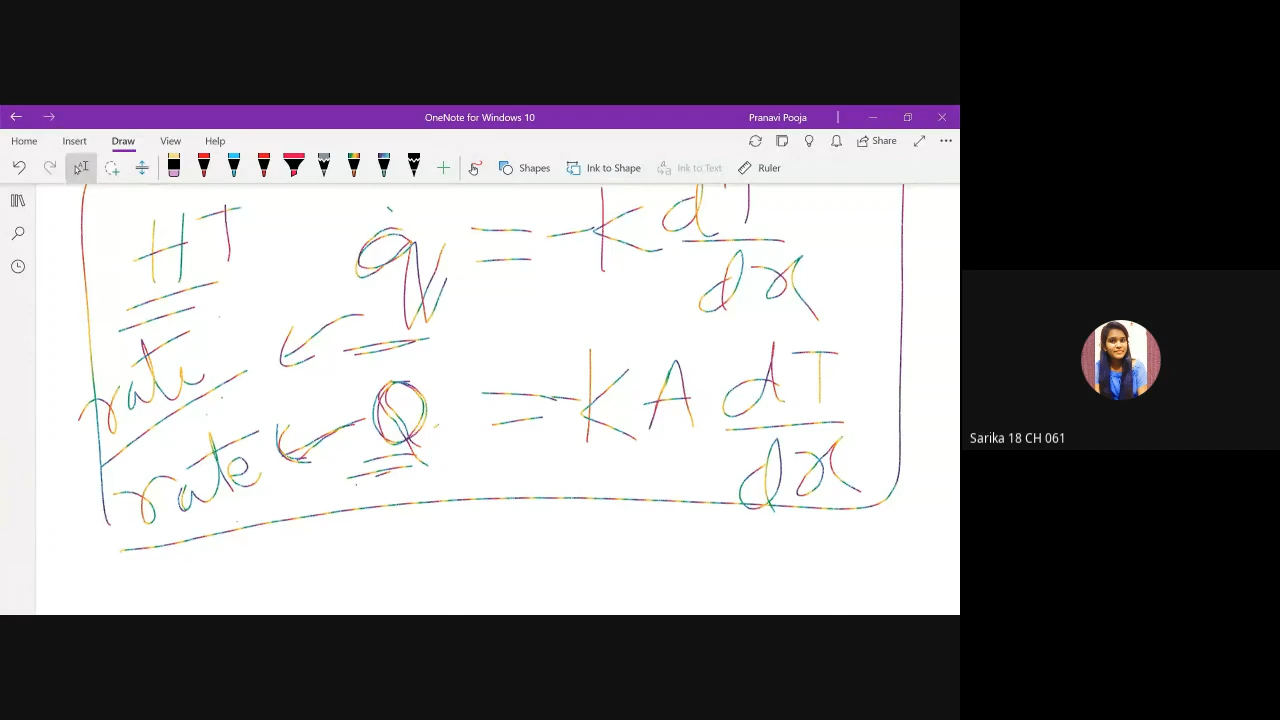 OneNote for Windows 10
Pranavi Pooja
Home Insert Draw View Help
Share
Shapes Ink to Shape Ink to Text Ruler
HT q̇ = -K dT/dx
rate
rate Q = -KA dT/dx
Sarika 18 CH 061